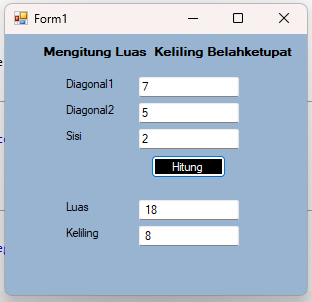 Form1
Mengitung Luas Keliling Belahketupat
Diagonal1 7
Diagonal2 5
Sisi 2
Hitung
Luas 18
Keliling 8